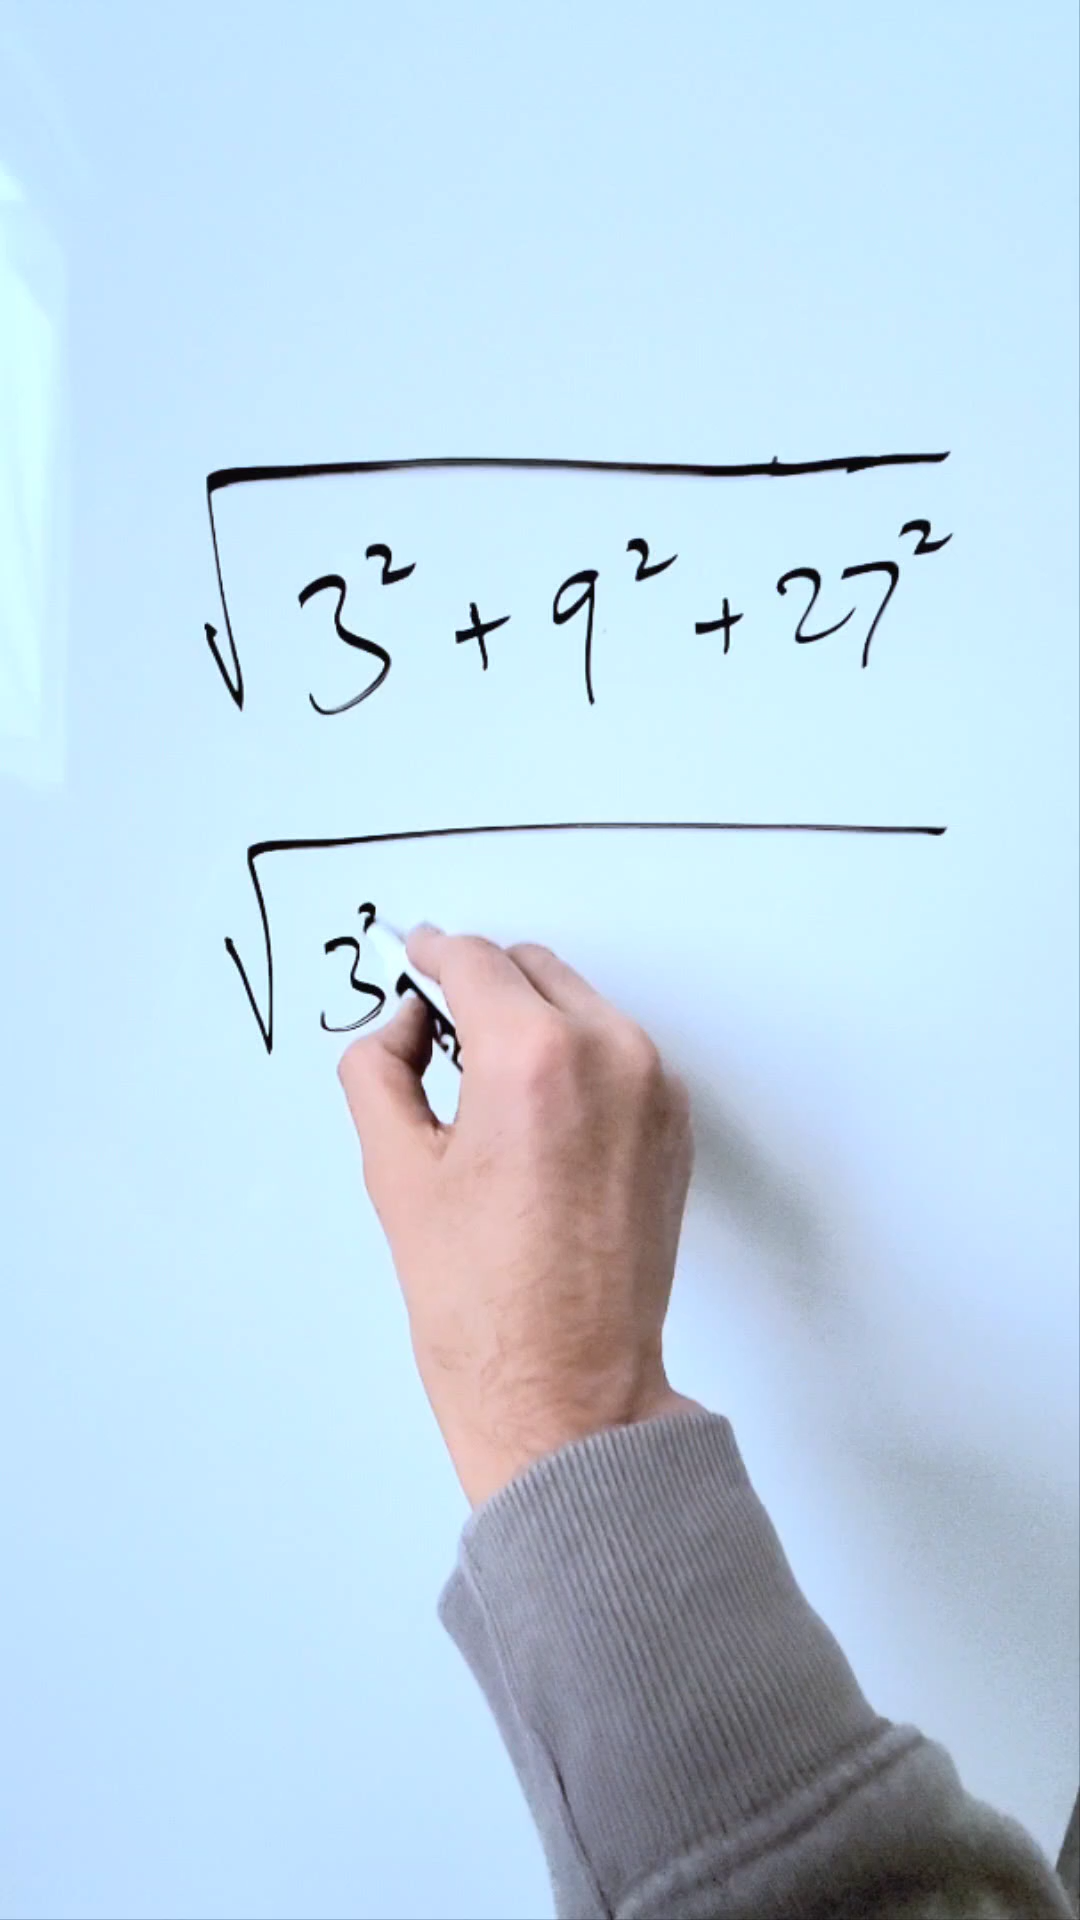 √3² + 9² + 27²
√3²